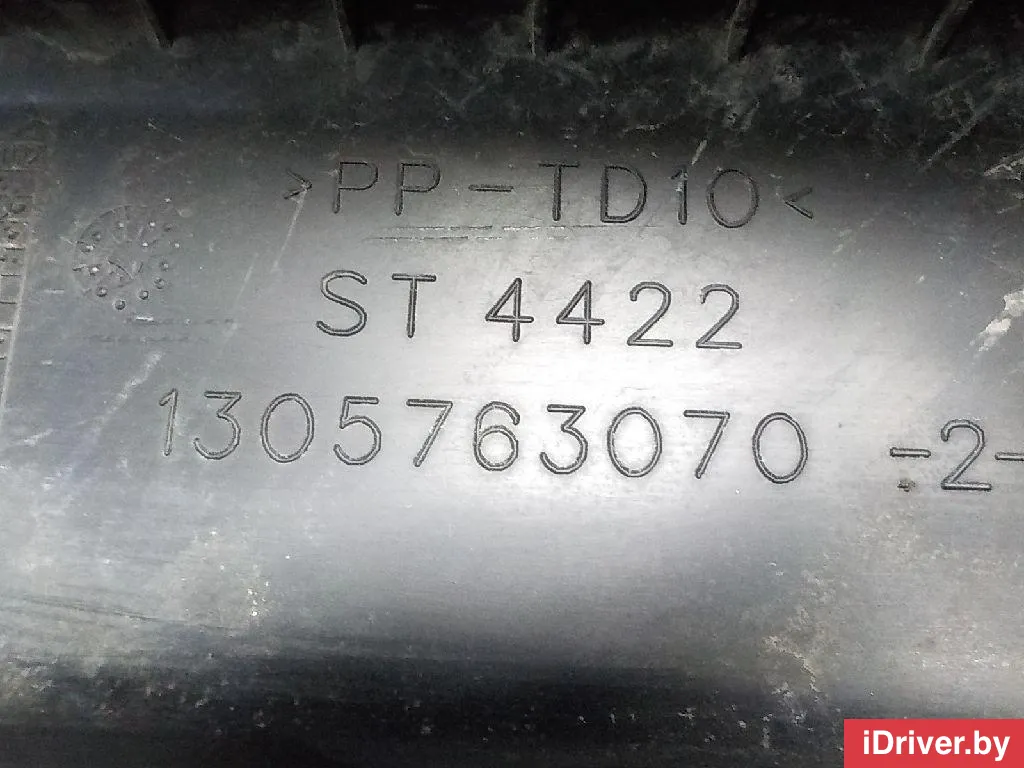 >PP-TD10<
ST 4422
1305763070 -2-
iDriver.by